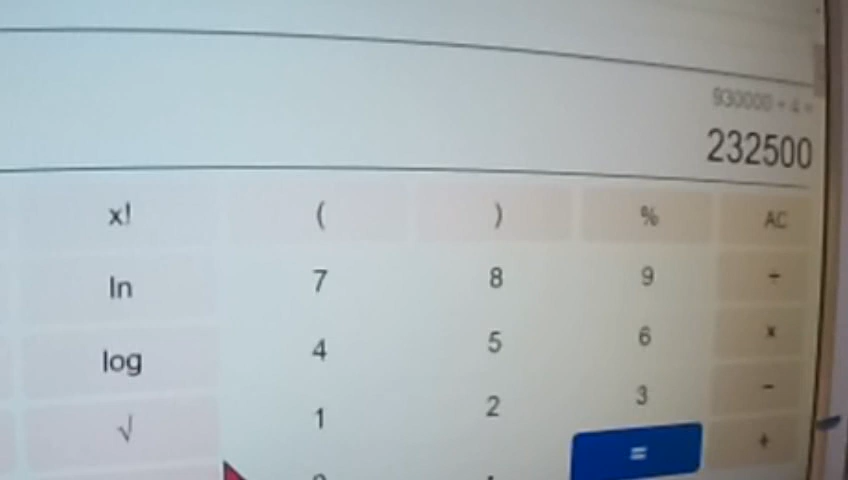 930000 ÷ 4 =
232500
x! ( ) % AC
ln 7 8 9 ÷
log 4 5 6 ×
√ 1 2 3 −
= +